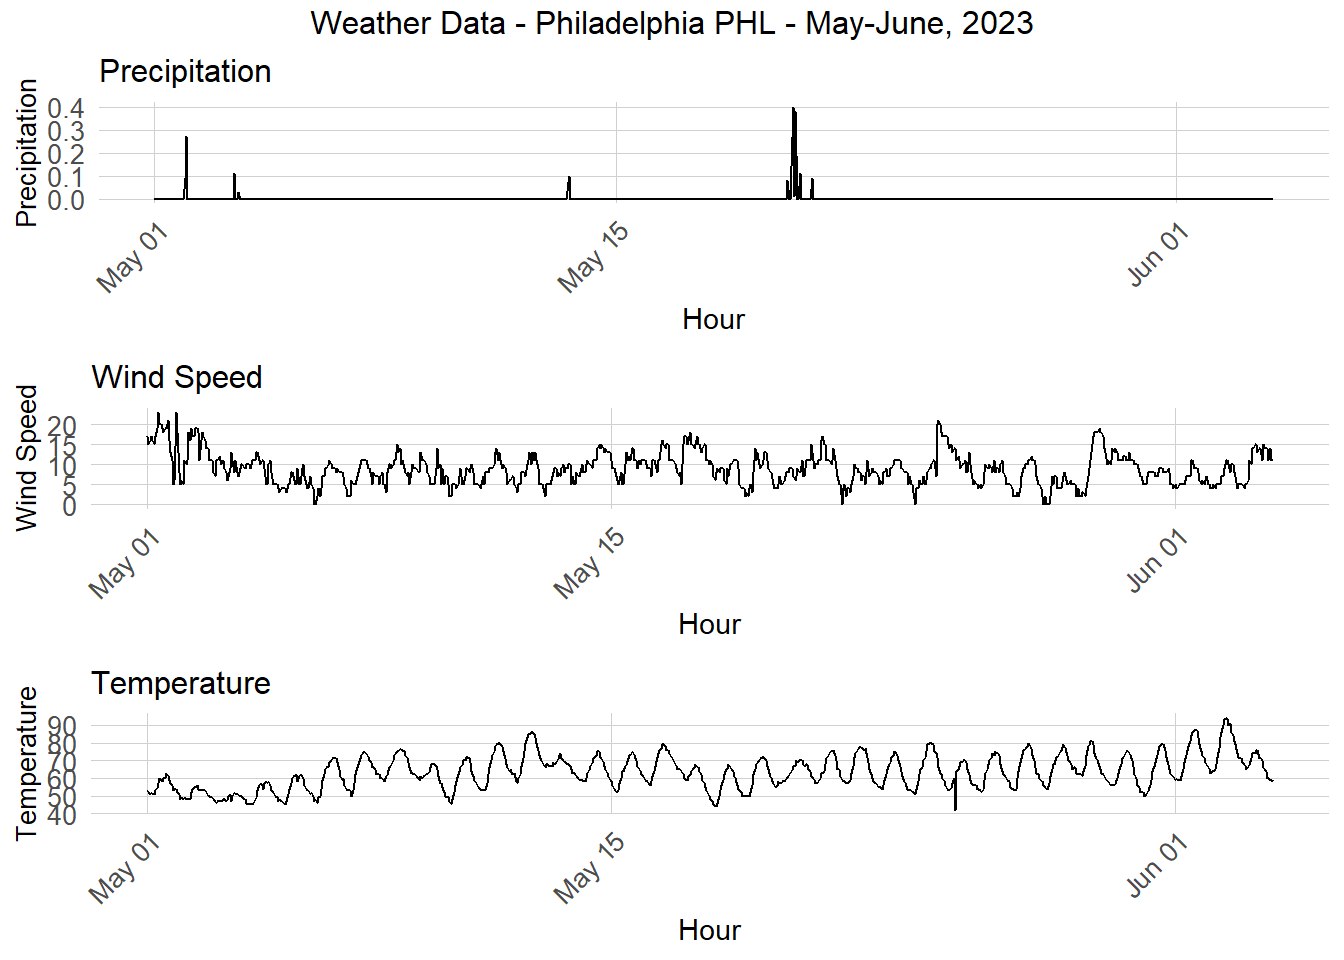 Weather Data - Philadelphia PHL - May-June, 2023
Precipitation
Precipitation
0.4
0.3
0.2
0.1
0.0
May 01
May 15
Jun 01
Hour
Wind Speed
Wind Speed
20
15
10
5
0
May 01
May 15
Jun 01
Hour
Temperature
Temperature
90
80
70
60
50
40
May 01
May 15
Jun 01
Hour